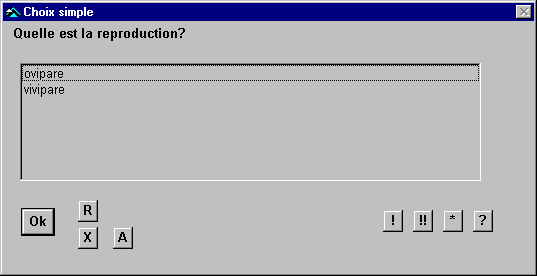 Choix simple
Quelle est la reproduction?
ovipare
vivipare
Ok
R
X A
! !! * ?